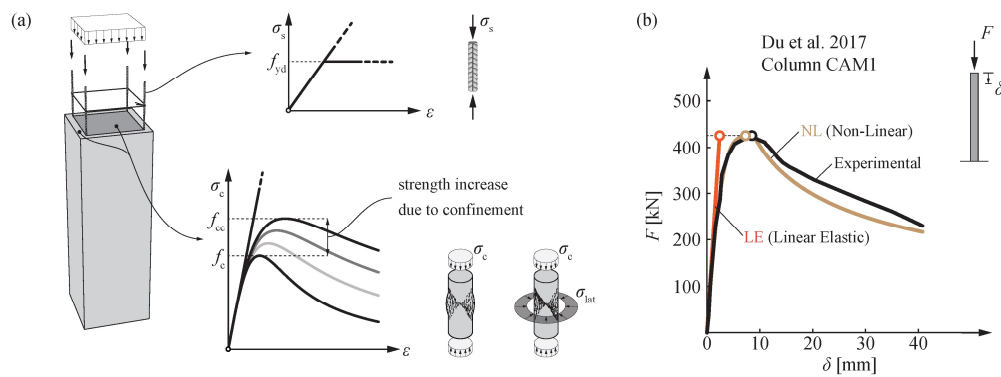 (a)
σs
fyd
ε
σs
σc
fcc
fc
ε
strength increase
due to confinement
σc
σc
σlat
(b)
Du et al. 2017
Column CAM1
F
δ
500
400
300
200
100
0
10
20
30
40
F [kN]
δ [mm]
NL (Non-Linear)
Experimental
LE (Linear Elastic)